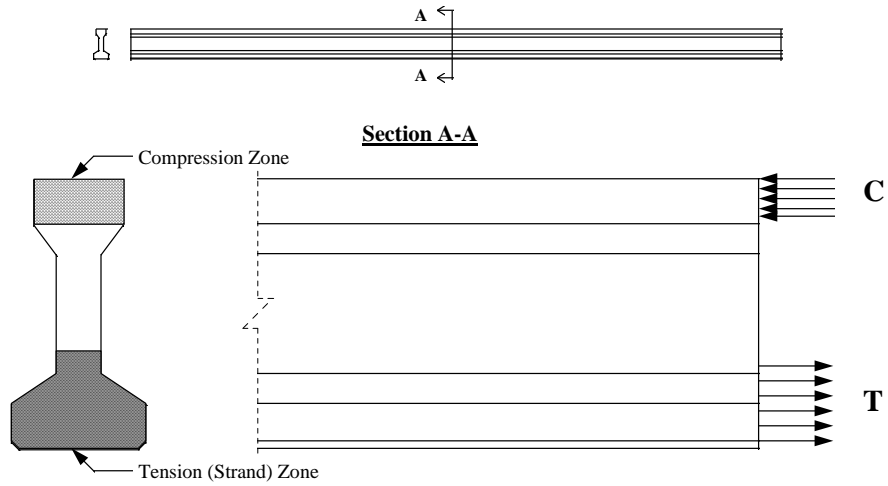 A
A
Section A-A
Compression Zone
C
T
Tension (Strand) Zone